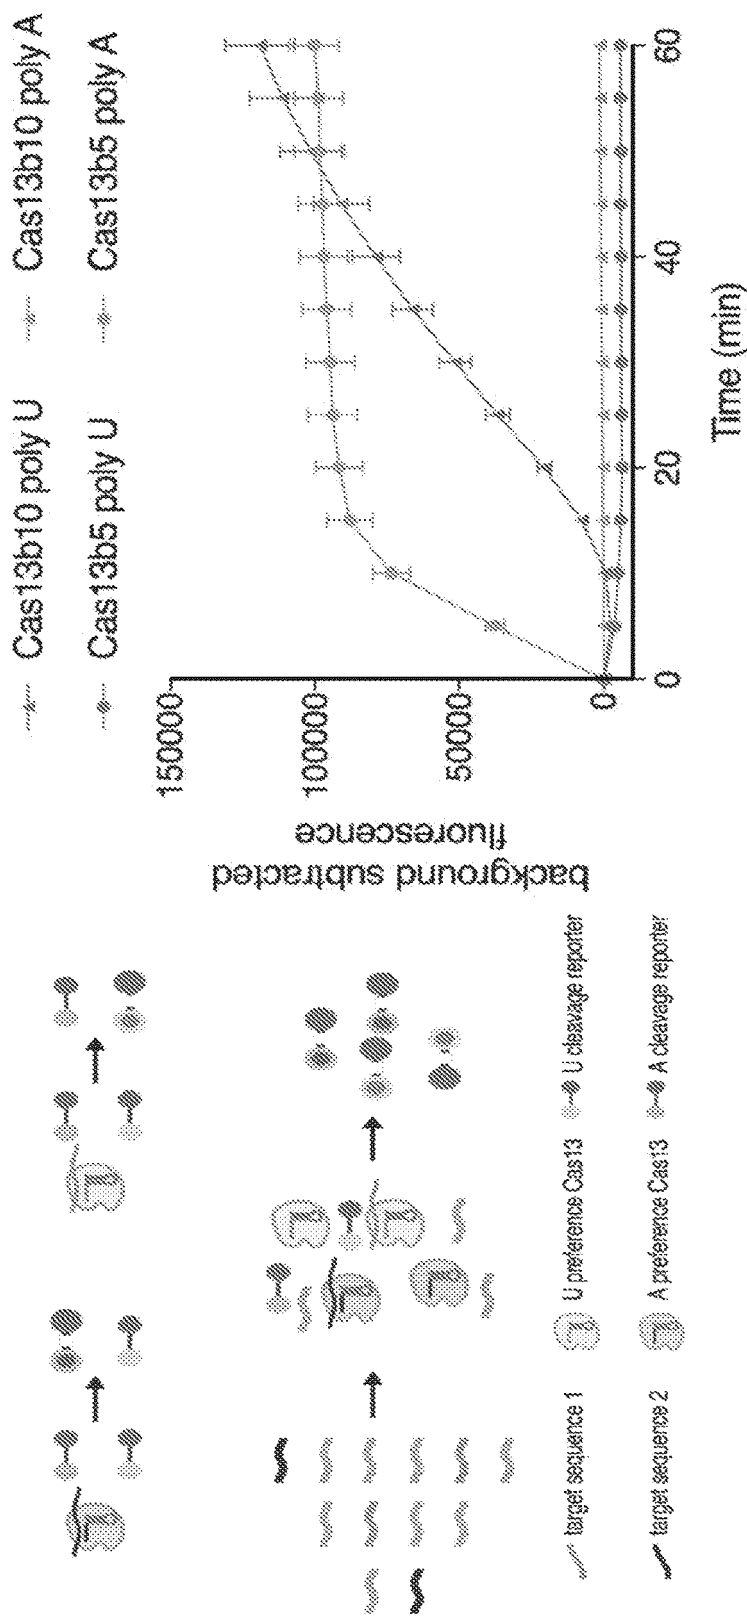 target sequence 1
U preference Cas13
U cleavage reporter
target sequence 2
A preference Cas13
A cleavage reporter
Cas13b10 poly U
Cas13b10 poly A
Cas13b5 poly U
Cas13b5 poly A
background subtracted
fluorescence
150000
100000
50000
0
0
20
40
60
Time (min)